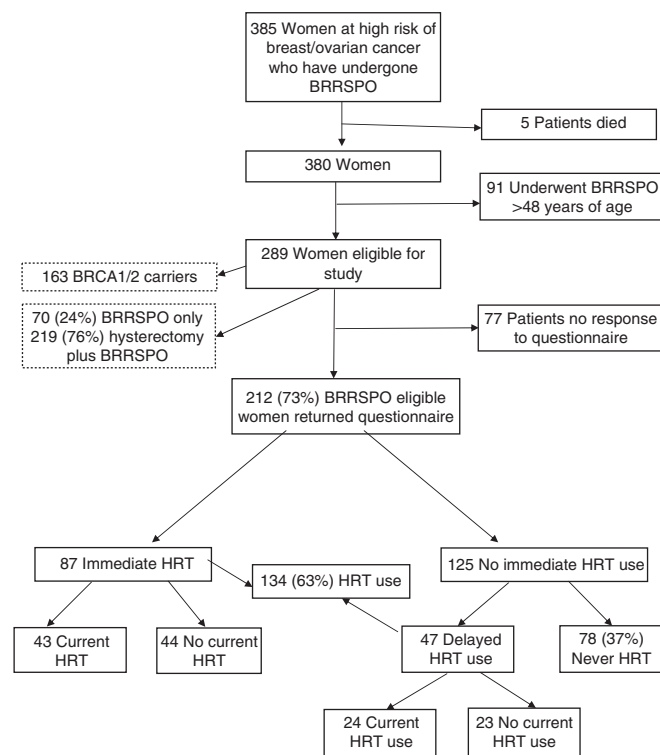 385 Women at high risk of
breast/ovarian cancer
who have undergone
BRRSPO
5 Patients died
380 Women
91 Underwent BRRSPO
>48 years of age
289 Women eligible for
study
163 BRCA1/2 carriers
70 (24%) BRRSPO only
219 (76%) hysterectomy
plus BRRSPO
77 Patients no response
to questionnaire
212 (73%) BRRSPO eligible
women returned questionnaire
87 Immediate HRT
134 (63%) HRT use
125 No immediate HRT use
43 Current
HRT
44 No current
HRT
47 Delayed
HRT use
78 (37%)
Never HRT
24 Current
HRT use
23 No current
HRT use